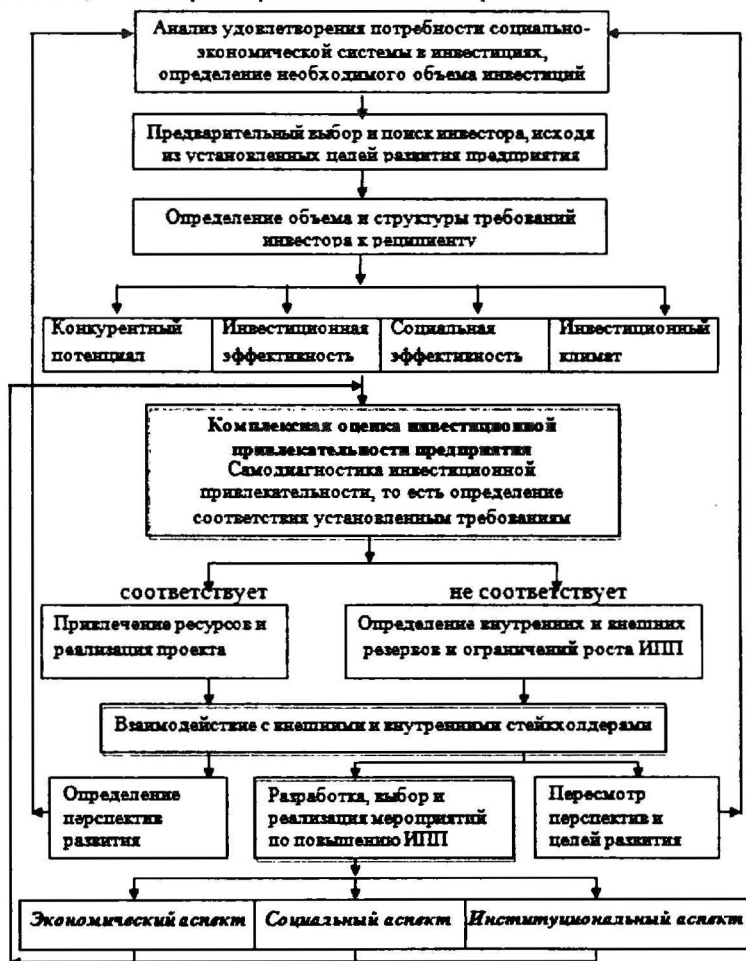 Анализ удовлетворения потребности социально-
экономической системы в инвестициях,
определение необходимого объема инвестиций
Предварительный выбор и поиск инвестора, исходя
из установленных целей развития предприятия
Определение объема и структуры требований
инвестора к реципиенту
Конкурентный
потенциал
Инвестиционная
эффективность
Социальная
эффективность
Инвестиционный
климат
Комплексная оценка инвестиционной
привлекательности предприятия
Самодиагностика инвестиционной
привлекательности, то есть определение
соответствия установленным требованиям
соответствует
не соответствует
Привлечение ресурсов и
реализация проекта
Определение внутренних и внешних
резервов и ограничений роста ИПП
Взаимодействие с внешними и внутренними стейкхолдерами
Определение
перспектив
развития
Разработка, выбор и
реализация мероприятий
по повышению ИПП
Пересмотр
перспектив и
целей развития
Экономический аспект
Социальный аспект
Институциональный аспект